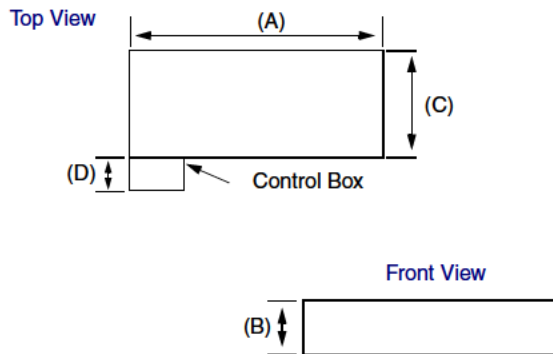 Top View
(A)
(C)
(D)
Control Box
Front View
(B)